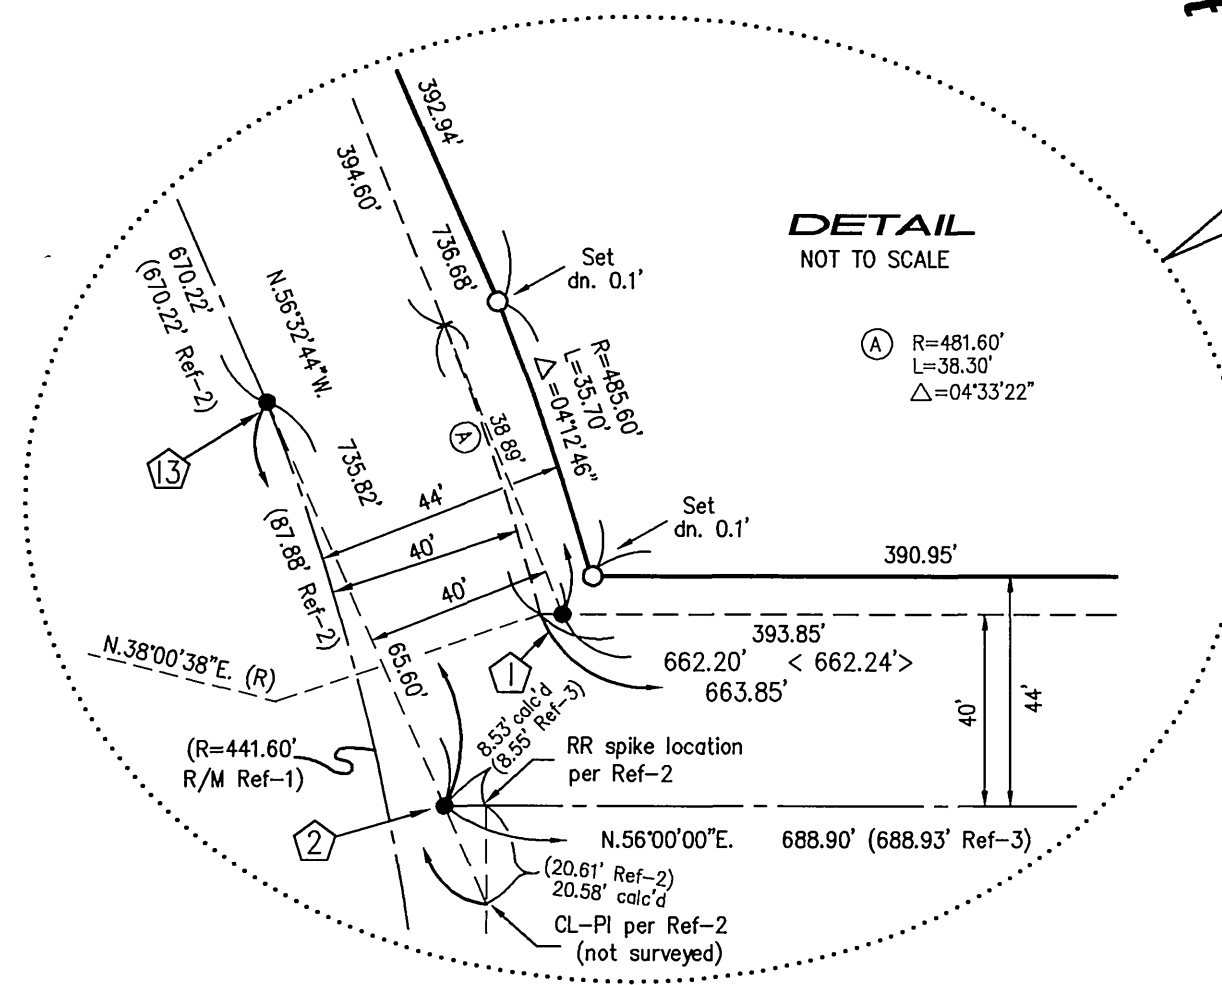 392.94'
394.60'
736.68'
670.22'
(670.22' Ref-2)
N.56°32'44"W.
735.82'
Set
dn. 0.1'
DETAIL
NOT TO SCALE
A
R=481.60'
L=38.30'
△=04°33'22"
R=485.60'
L=35.70'
△=04°12'46"
38.89'
A
13
44'
40'
40'
(87.88' Ref-2)
65.60'
Set
dn. 0.1'
390.95'
393.85'
662.20' < 662.24'>
663.85'
40'
44'
N.38°00'38"E. (R)
1
8.53' calc'd
(8.55' Ref-3)
(R=441.60'
R/M Ref-1)
RR spike location
per Ref-2
2
N.56°00'00"E. 688.90' (688.93' Ref-3)
(20.61' Ref-2)
20.58' calc'd
CL-PI per Ref-2
(not surveyed)